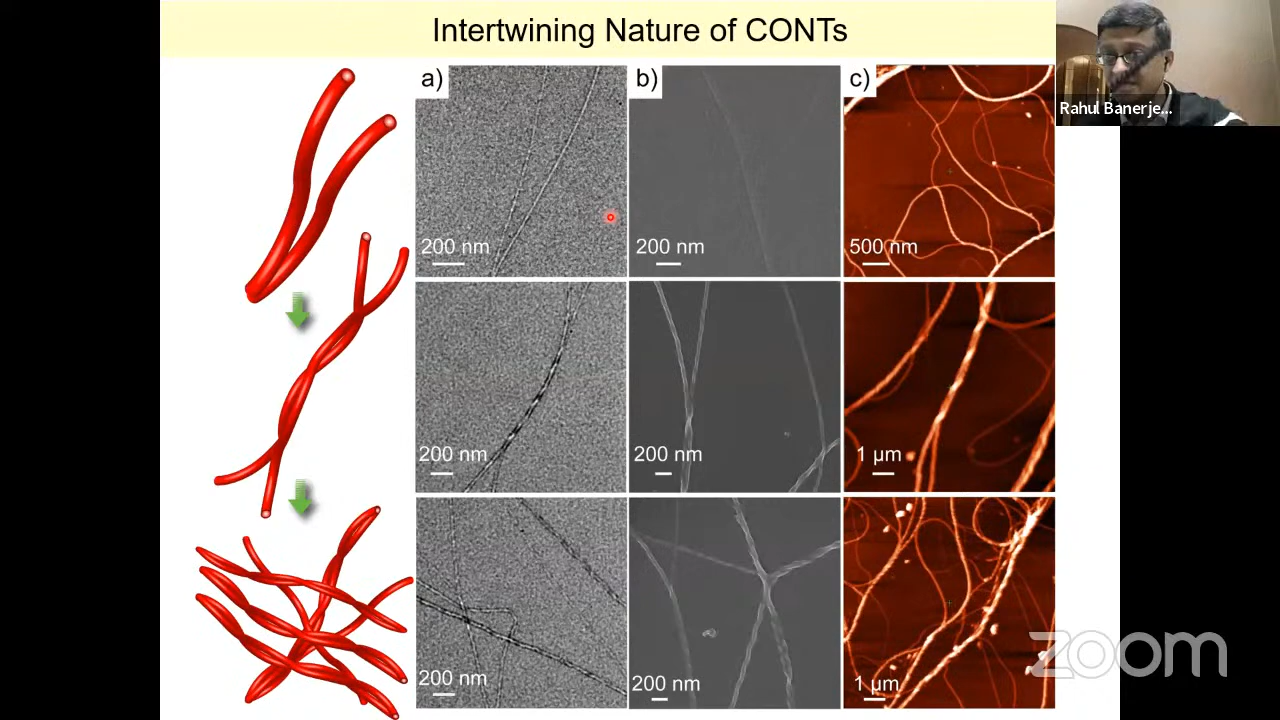 Intertwining Nature of CONTs
a)
b)
c)
Rahul Banerje...
200 nm
200 nm
500 nm
200 nm
200 nm
1 µm
200 nm
200 nm
1 µm
zoom